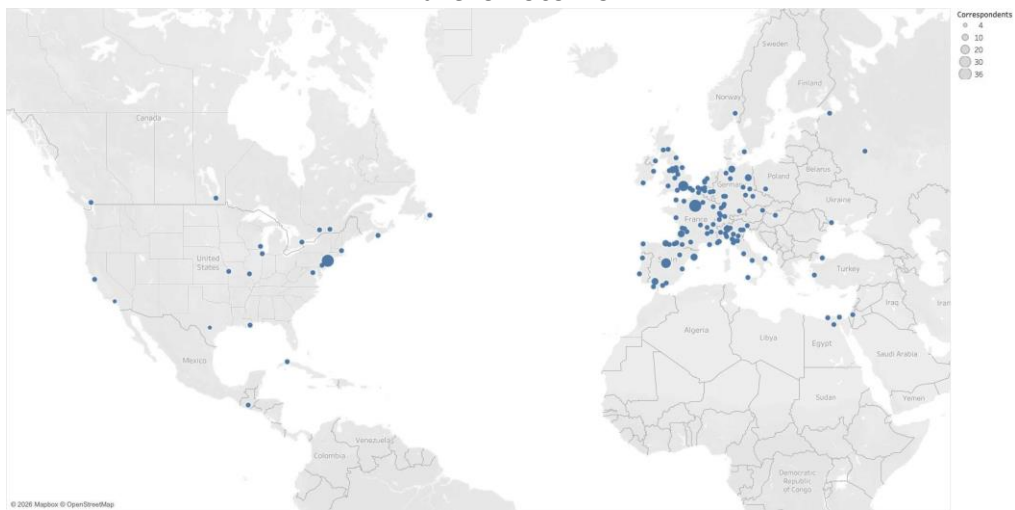 Correspondents
4
10
20
30
36
Sweden
Finland
Norway
Canada
Belarus
Poland
German
Ukraine
France
United
States
Turkey
Iraq
Iran
Algeria
Libya
Egypt
Mexico
Saudi Arabia
Sudan
Yemen
Venezuela
Colombia
Democratic
Republic
of Congo
© 2026 Mapbox © OpenStreetMap